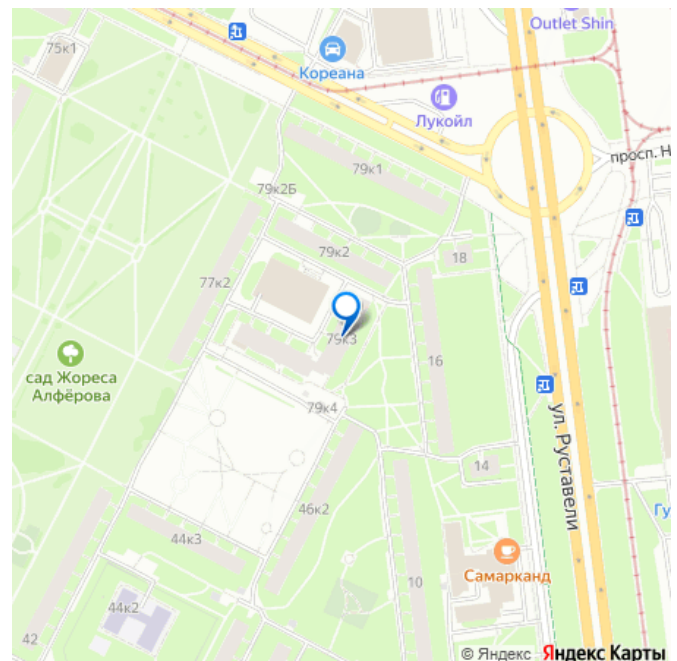 Outlet Shin
75к1
Кореана
Лукойл
просп. Н
79к1
79к2Б
79к2
18
77к2
79к3
16
сад Жореса
Алфёрова
79к4
ул. Руставели
14
46к2
Гу
44к3
Самарканд
10
44к2
42
© Яндекс Яндекс Карты